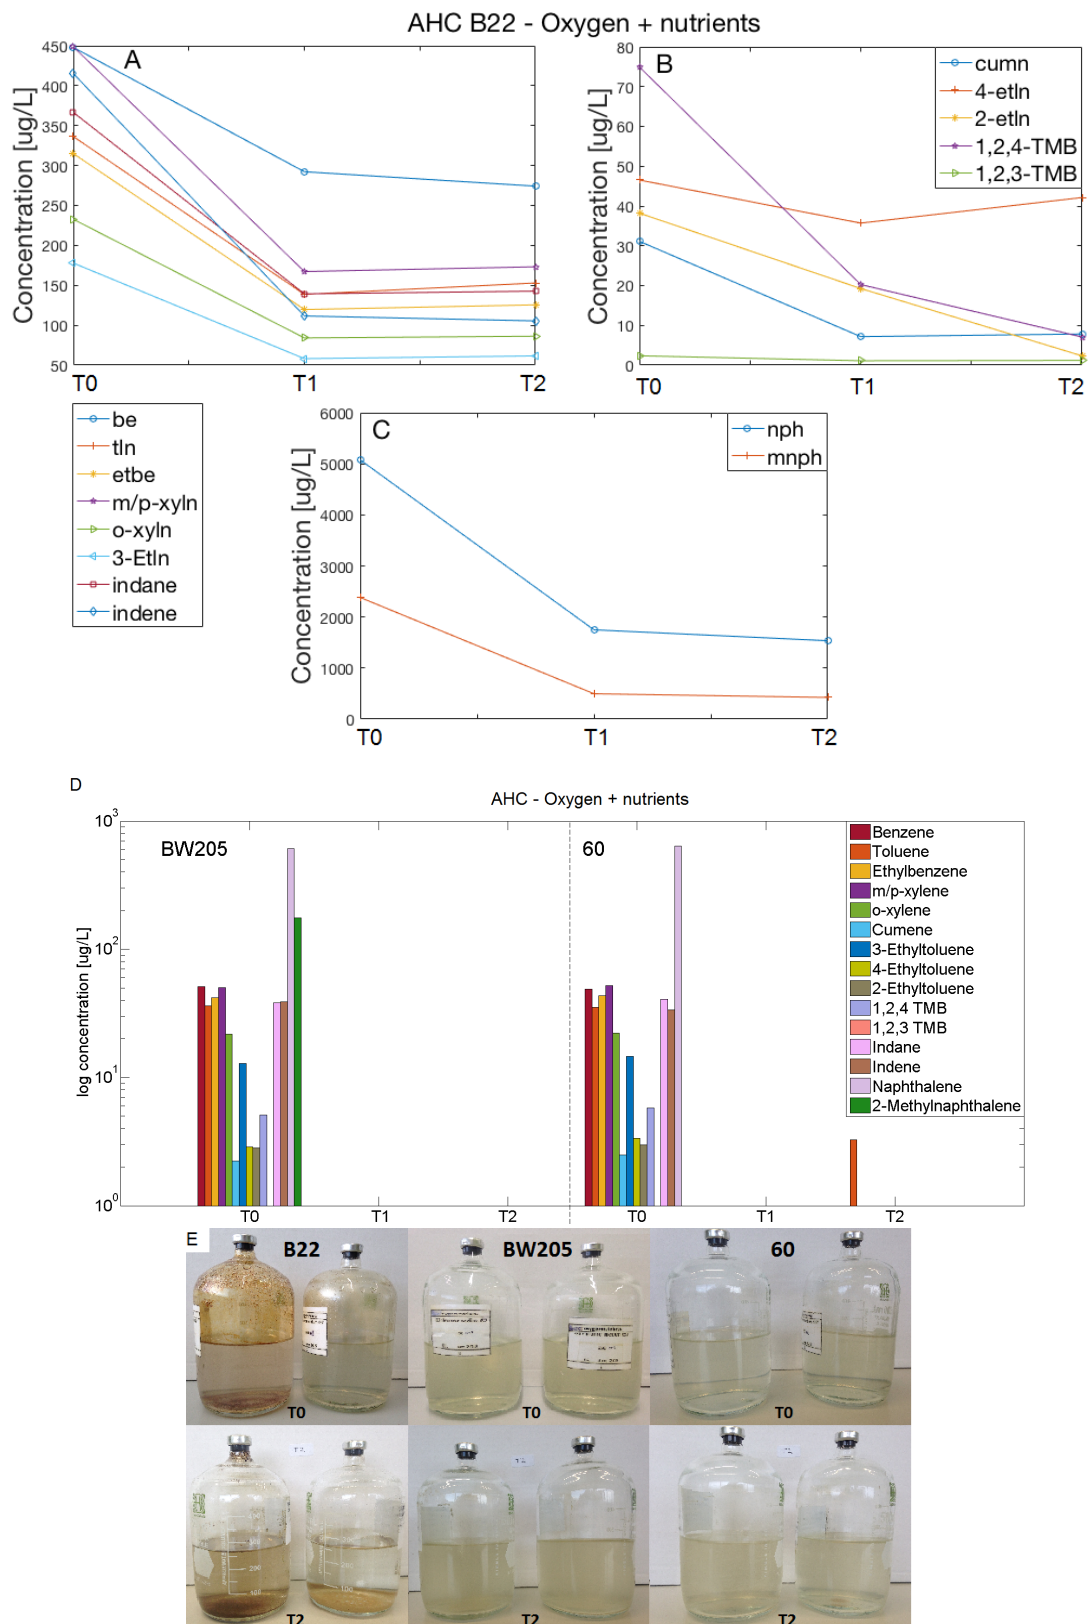 AHC B22 - Oxygen + nutrients
A
Concentration [ug/L]
450
400
350
300
250
200
150
100
50
T0
T1
T2
B
Concentration [ug/L]
80
70
60
50
40
30
20
10
0
T0
T1
T2
cumn
4-etln
2-etln
1,2,4-TMB
1,2,3-TMB
be
tln
etbe
m/p-xyln
o-xyln
3-Etln
indane
indene
C
Concentration [ug/L]
6000
5000
4000
3000
2000
1000
0
T0
T1
T2
nph
mnph
D
AHC - Oxygen + nutrients
log concentration [ug/L]
10³
10²
10¹
10⁰
BW205
60
T0
T1
T2
T0
T1
T2
Benzene
Toluene
Ethylbenzene
m/p-xylene
o-xylene
Cumene
3-Ethyltoluene
4-Ethyltoluene
2-Ethyltoluene
1,2,4 TMB
1,2,3 TMB
Indane
Indene
Naphthalene
2-Methylnaphthalene
E
B22
BW205
60
T0
T0
T0
T2
T2
T2